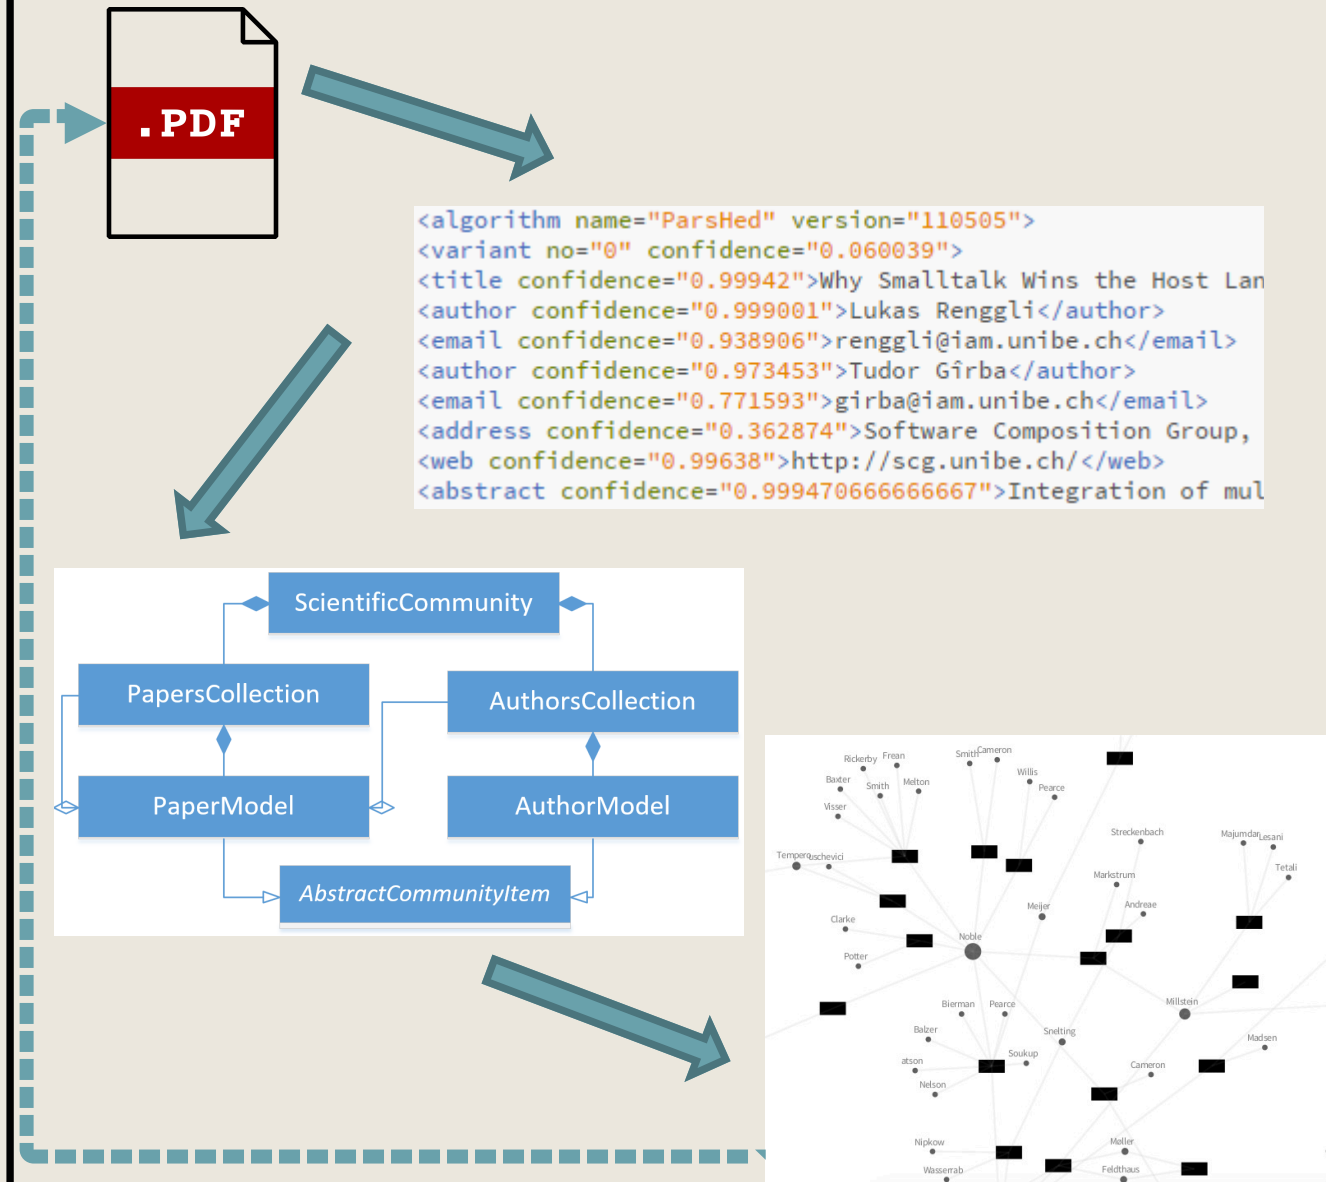 .PDF
<algorithm name="ParsHed" version="110505">
<variant no="0" confidence="0.060039">
<title confidence="0.99942">Why Smalltalk Wins the Host Lan
<author confidence="0.999001">Lukas Renggli</author>
<email confidence="0.938906">renggli@iam.unibe.ch</email>
<author confidence="0.973453">Tudor Gîrba</author>
<email confidence="0.771593">girba@iam.unibe.ch</email>
<address confidence="0.362874">Software Composition Group,
<web confidence="0.99638">http://scg.unibe.ch/</web>
<abstract confidence="0.999470666666667">Integration of mul
ScientificCommunity
PapersCollection
AuthorsCollection
PaperModel
AuthorModel
AbstractCommunityItem
Rickerby
Frean
Smith
Cameron
Baxter
Smith
Melton
Willis
Pearce
Visser
Streckenbach
Majumdar
Lesani
Tempero
uschevici
Tetali
Markstrum
Meijer
Andreae
Clarke
Noble
Potter
Bierman
Pearce
Millstein
Balzer
Snelting
Madsen
atson
Soukup
Cameron
Nelson
Nipkow
Møller
Wasserrab
Feldthaus